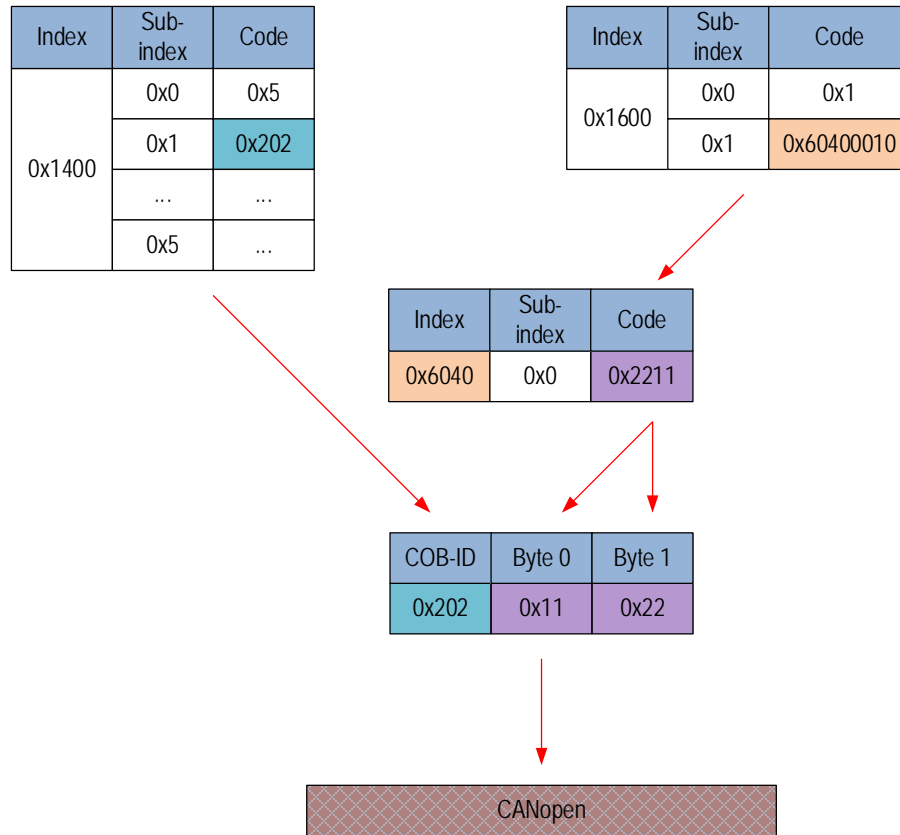 Index Sub-index Code
0x1400 0x0 0x5
0x1 0x202
... ...
0x5 ...
Index Sub-index Code
0x1600 0x0 0x1
0x1 0x60400010
Index Sub-index Code
0x6040 0x0 0x2211
COB-ID Byte 0 Byte 1
0x202 0x11 0x22
CANopen